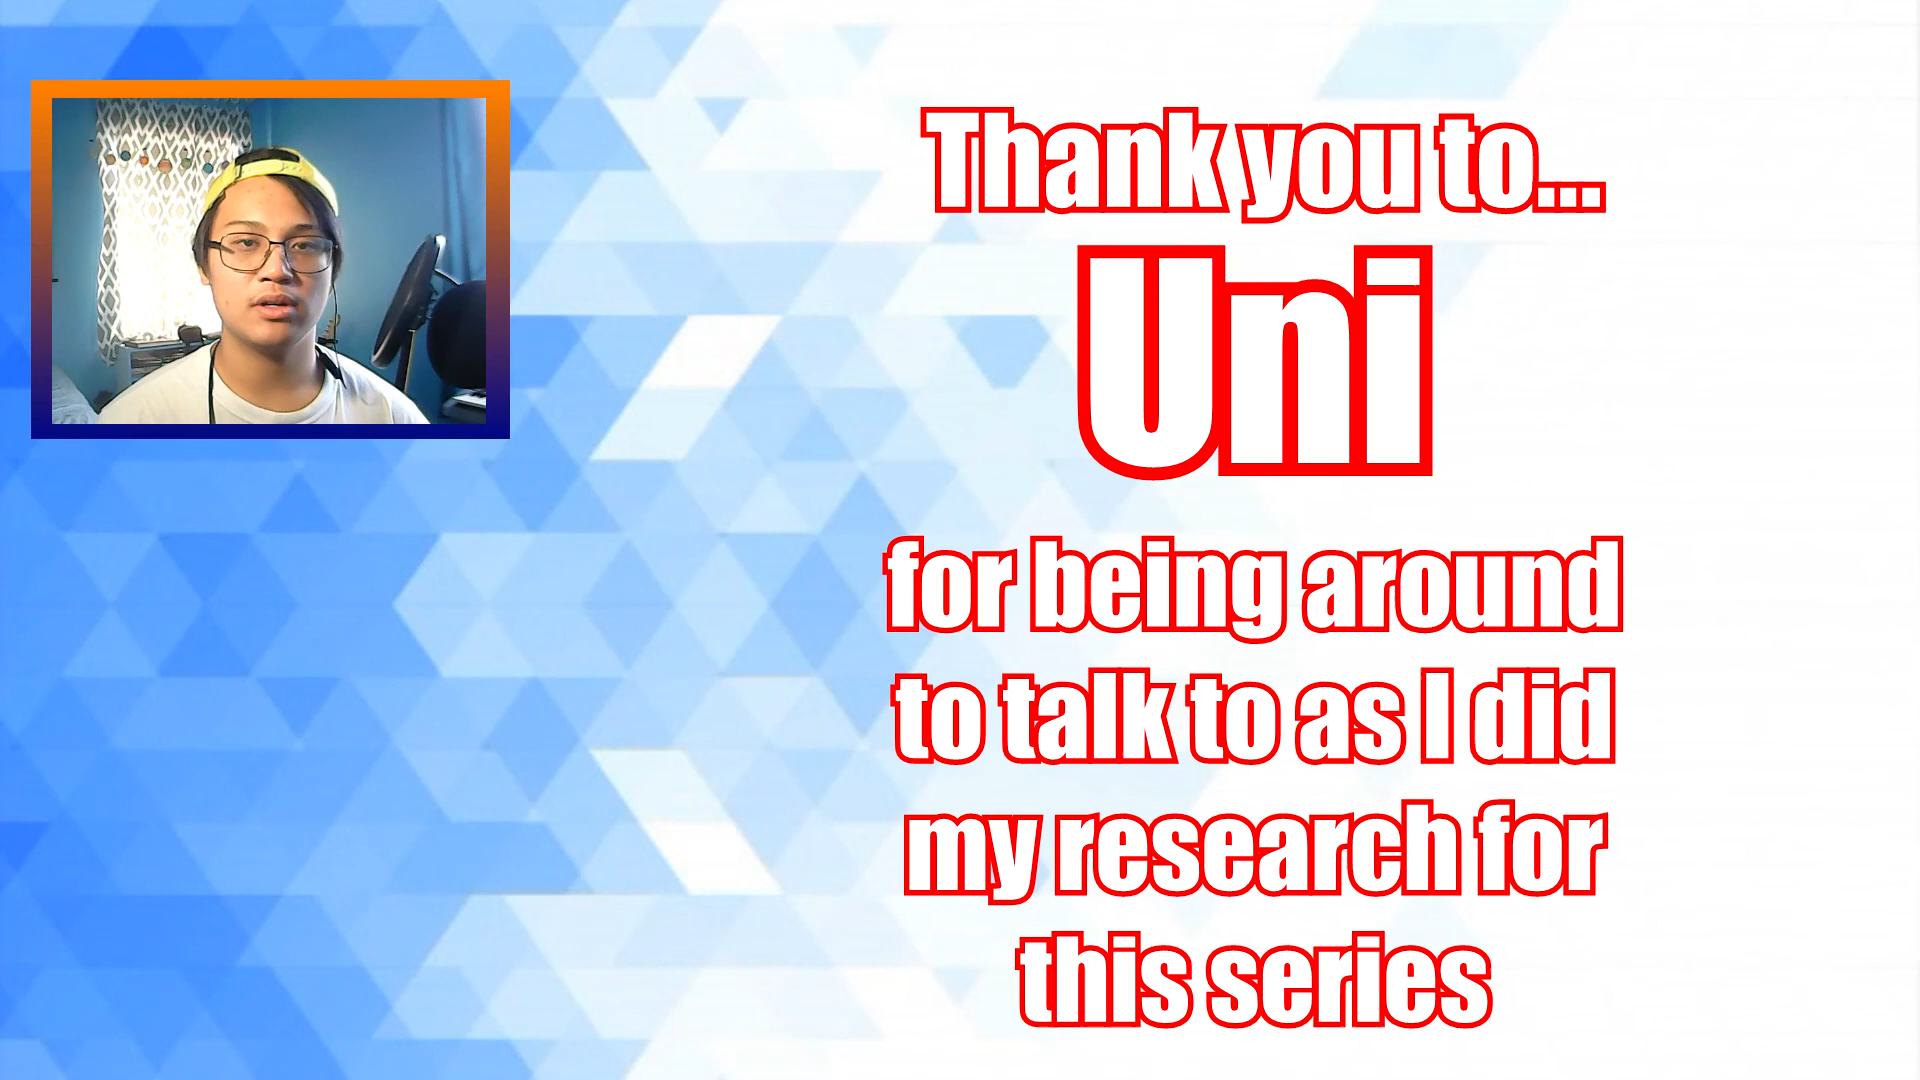 Thank you to...
Uni
for being around
to talk to as I did
my research for
this series